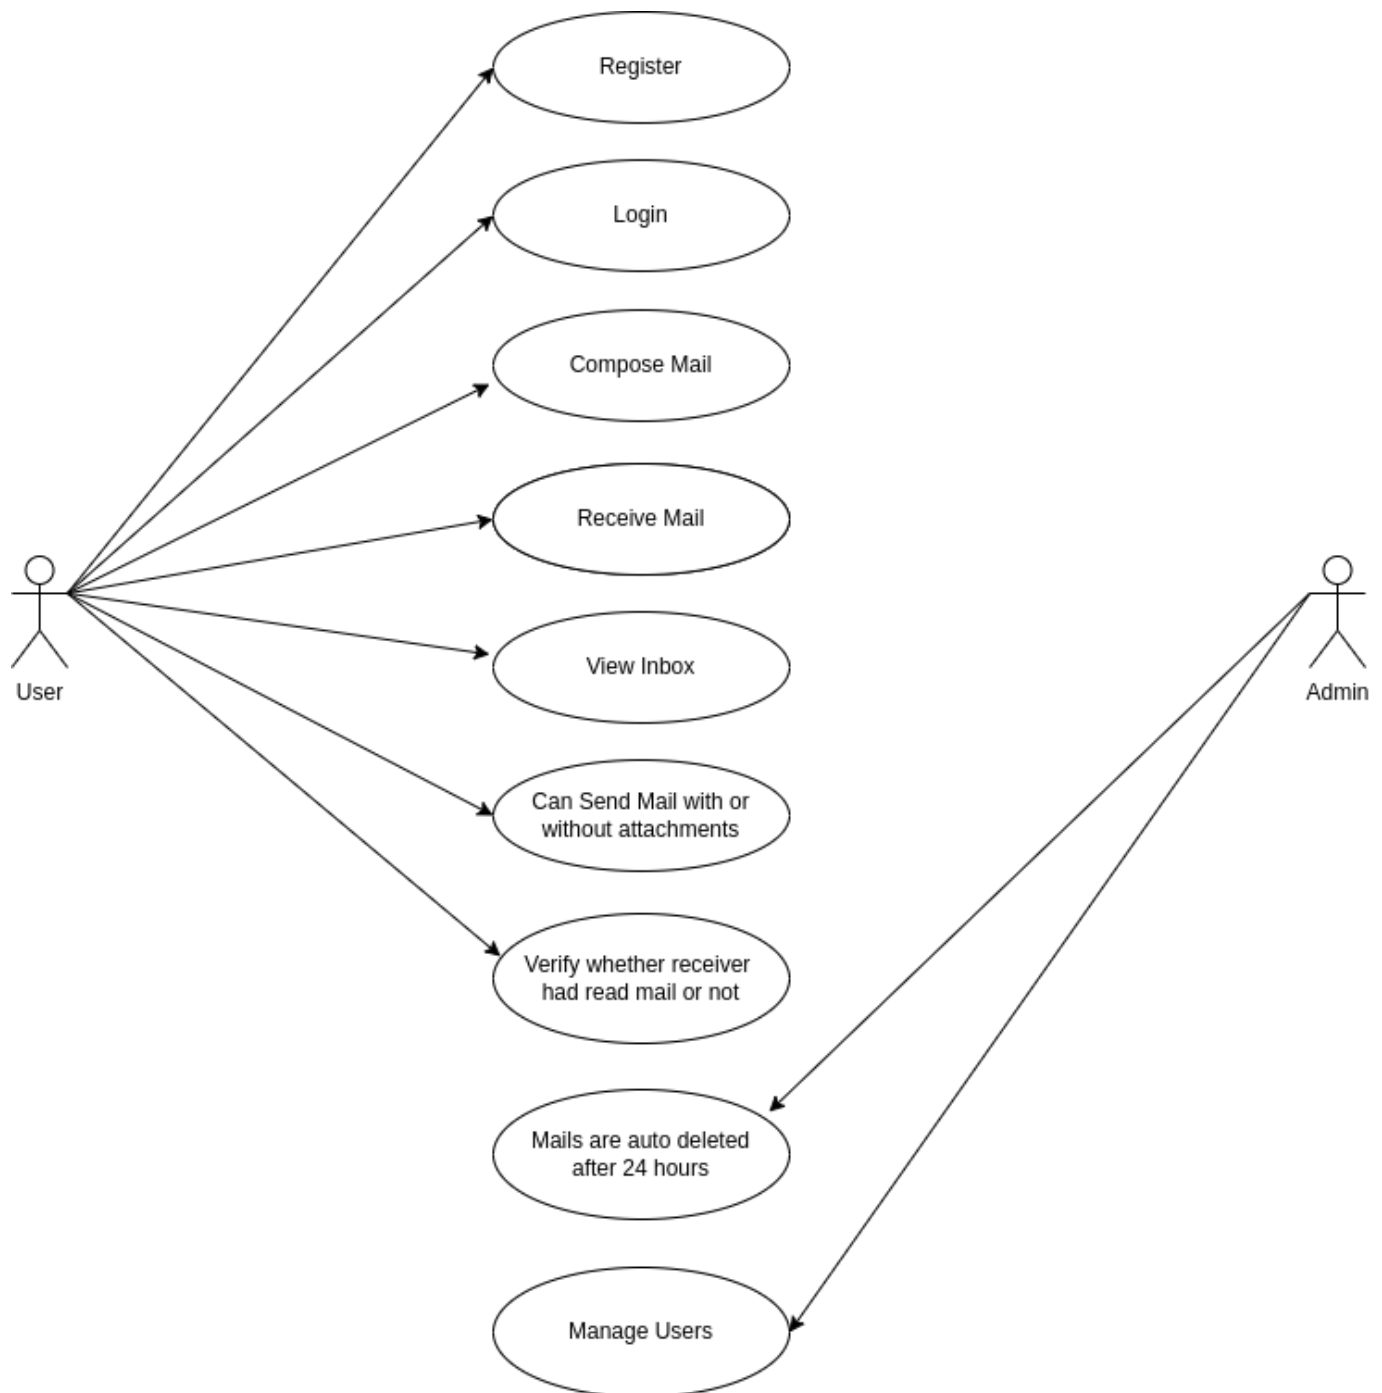 Register
Login
Compose Mail
Receive Mail
View Inbox
User
Admin
Can Send Mail with or
without attachments
Verify whether receiver
had read mail or not
Mails are auto deleted
after 24 hours
Manage Users